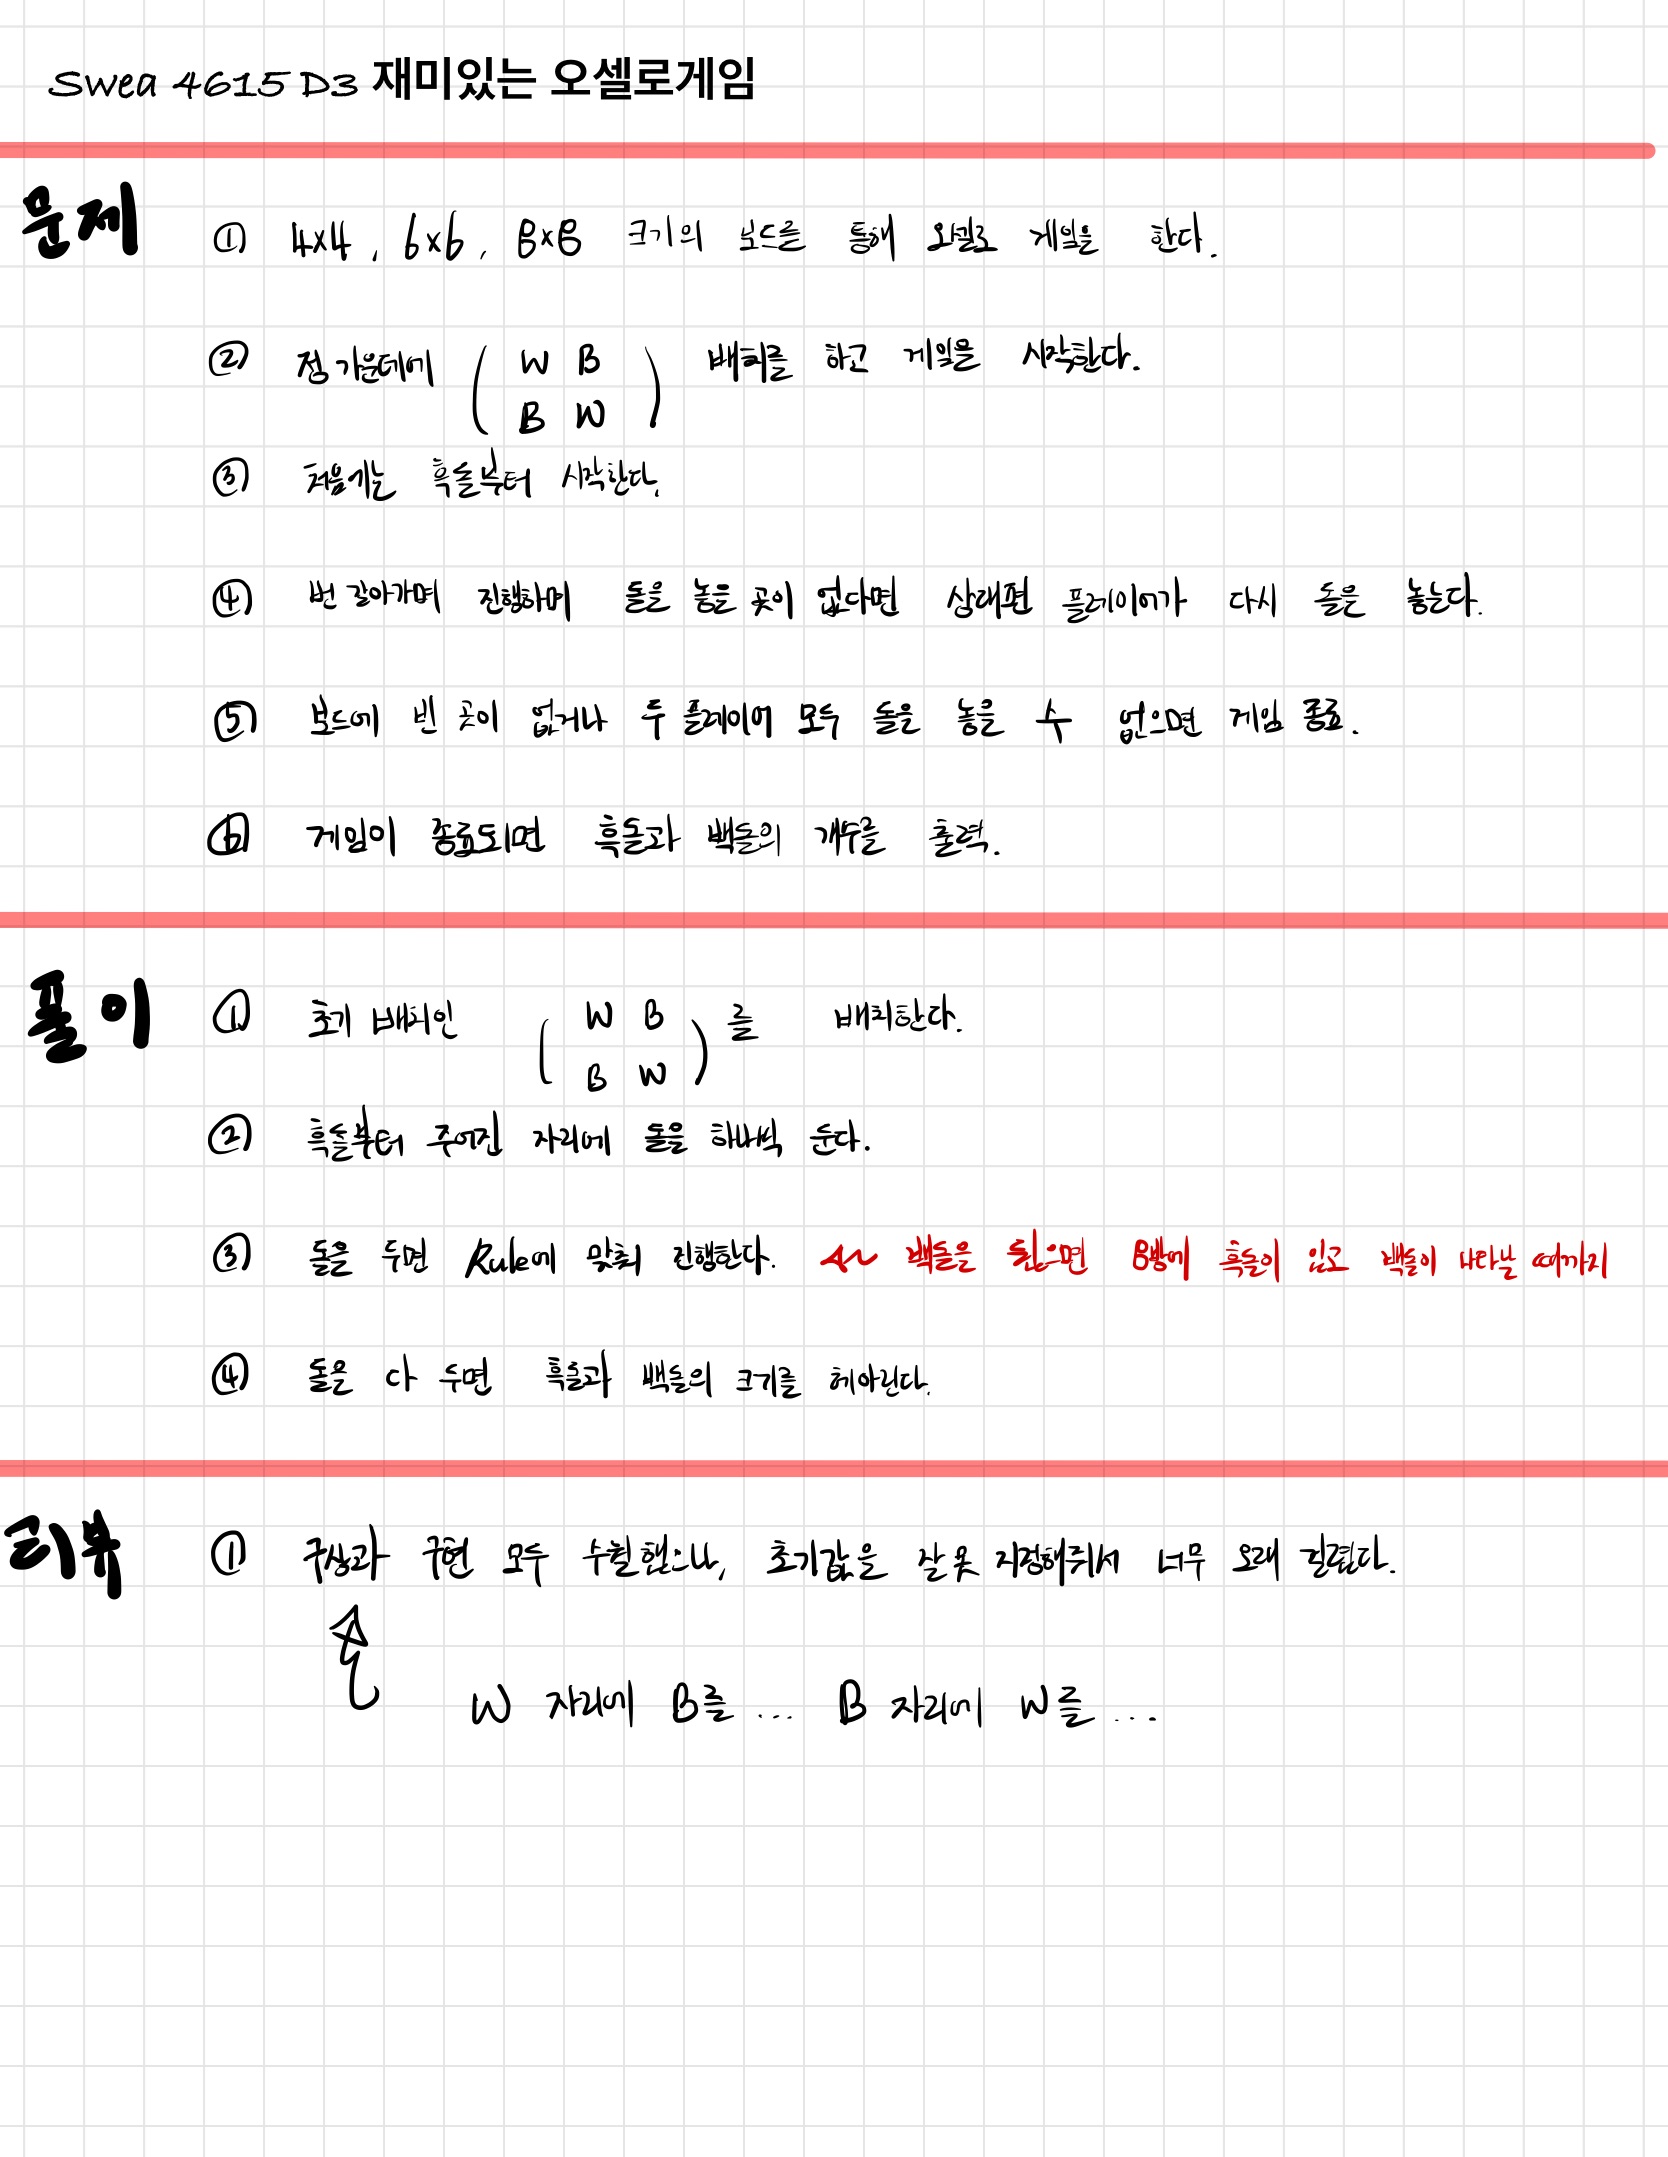 Swea 4615 D3 재미있는 오셀로게임
문제
① 4×4, 6×6, 8×8 크기의 보드를 통해 오셀로 게임을 한다.
② 정 가운데에 ( W B 배치를 하고 게임을 시작한다.
B W )
③ 처음에는 흑돌부터 시작한다.
④ 번 갈아가며 진행하며 돌을 놓을 곳이 없다면 상대편 플레이어가 다시 돌을 놓는다.
⑤ 보드에 빈 곳이 없거나 두 플레이어 모두 돌을 놓을 수 없으면 게임 종료.
⑥ 게임이 종료되면 흑돌과 백돌의 개수를 출력.
풀이
① 초기 배치인 ( W B 를 배치한다.
B W )
② 흑돌부터 주어진 자리에 돌을 하나씩 둔다.
③ 돌을 두면 Rule에 맞춰 진행한다. 백돌을 뒀으면 8방에 흑돌이 있고 백돌이 나타날 때까지
④ 돌을 다 두면 흑돌과 백돌의 크기를 헤아린다.
리뷰
① 구상과 구현 모두 수월했으나, 초기값을 잘 못 지정해줘서 너무 오래 걸렸다.
W 자리에 B를 ... B 자리에 W를 ...